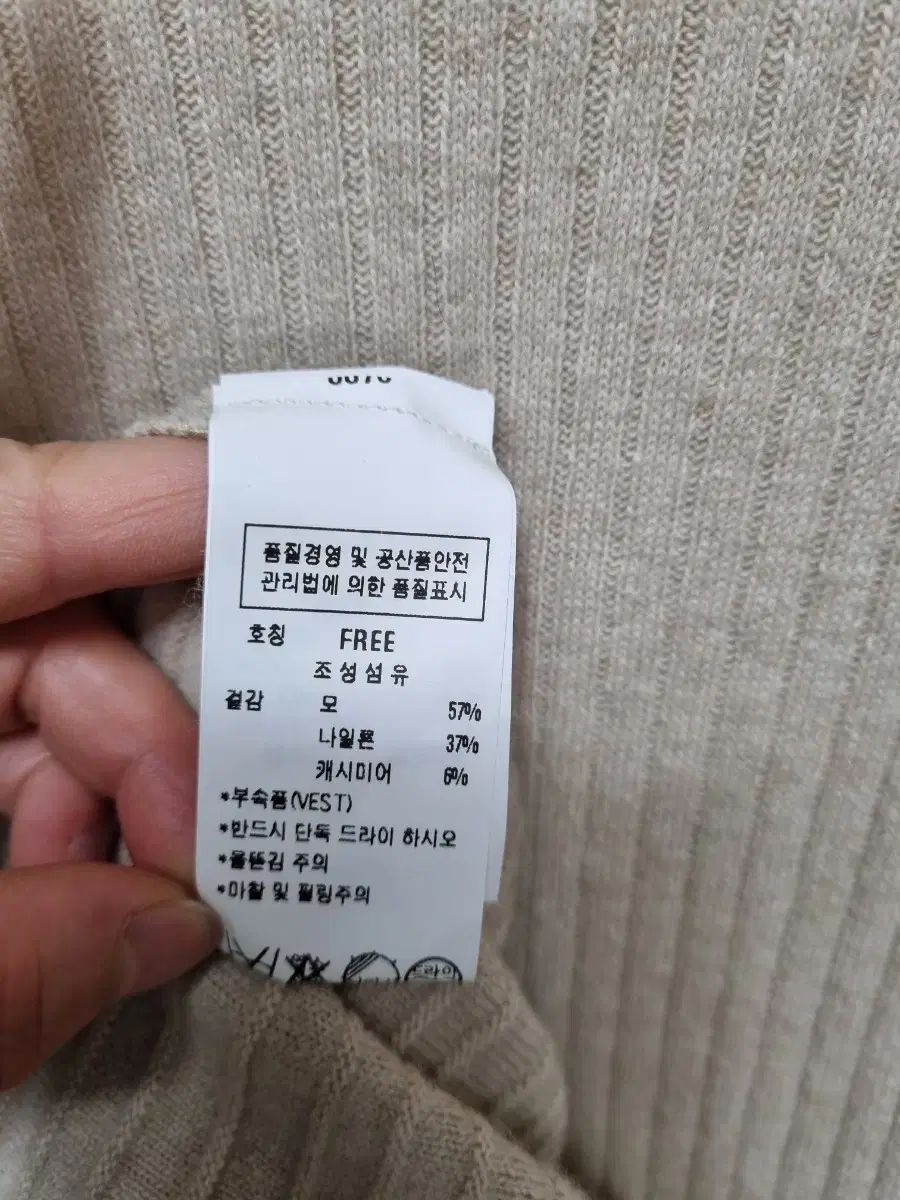 품질경영 및 공산품안전
관리법에 의한 품질표시
호칭 FREE
조성섬유
겉감 모 57%
나일론 37%
캐시미어 6%
*부속품(VEST)
*반드시 단독 드라이 하시오
*올뜯김 주의
*마찰 및 필링주의
드라이